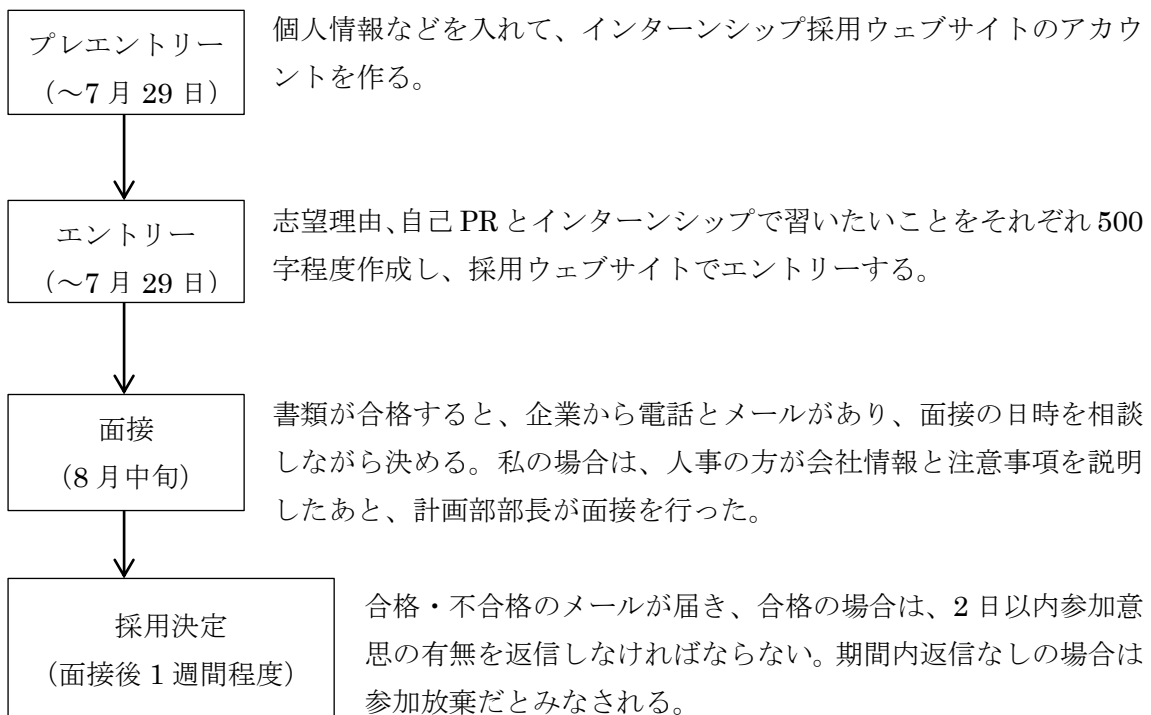 プレエントリー
(~7月29日)
個人情報などを入れて、インターンシップ採用ウェブサイトのアカウ
ントを作る。
エントリー
(~7月29日)
志望理由、自己PRとインターンシップで習いたいことをそれぞれ500
字程度作成し、採用ウェブサイトでエントリーする。
面接
(8月中旬)
書類が合格すると、企業から電話とメールがあり、面接の日時を相談
しながら決める。私の場合は、人事の方が会社情報と注意事項を説明
したあと、計画部部長が面接を行った。
採用決定
(面接後1週間程度)
合格・不合格のメールが届き、合格の場合は、2日以内参加意
思の有無を返信しなければならない。期間内返信なしの場合は
参加放棄だとみなされる。